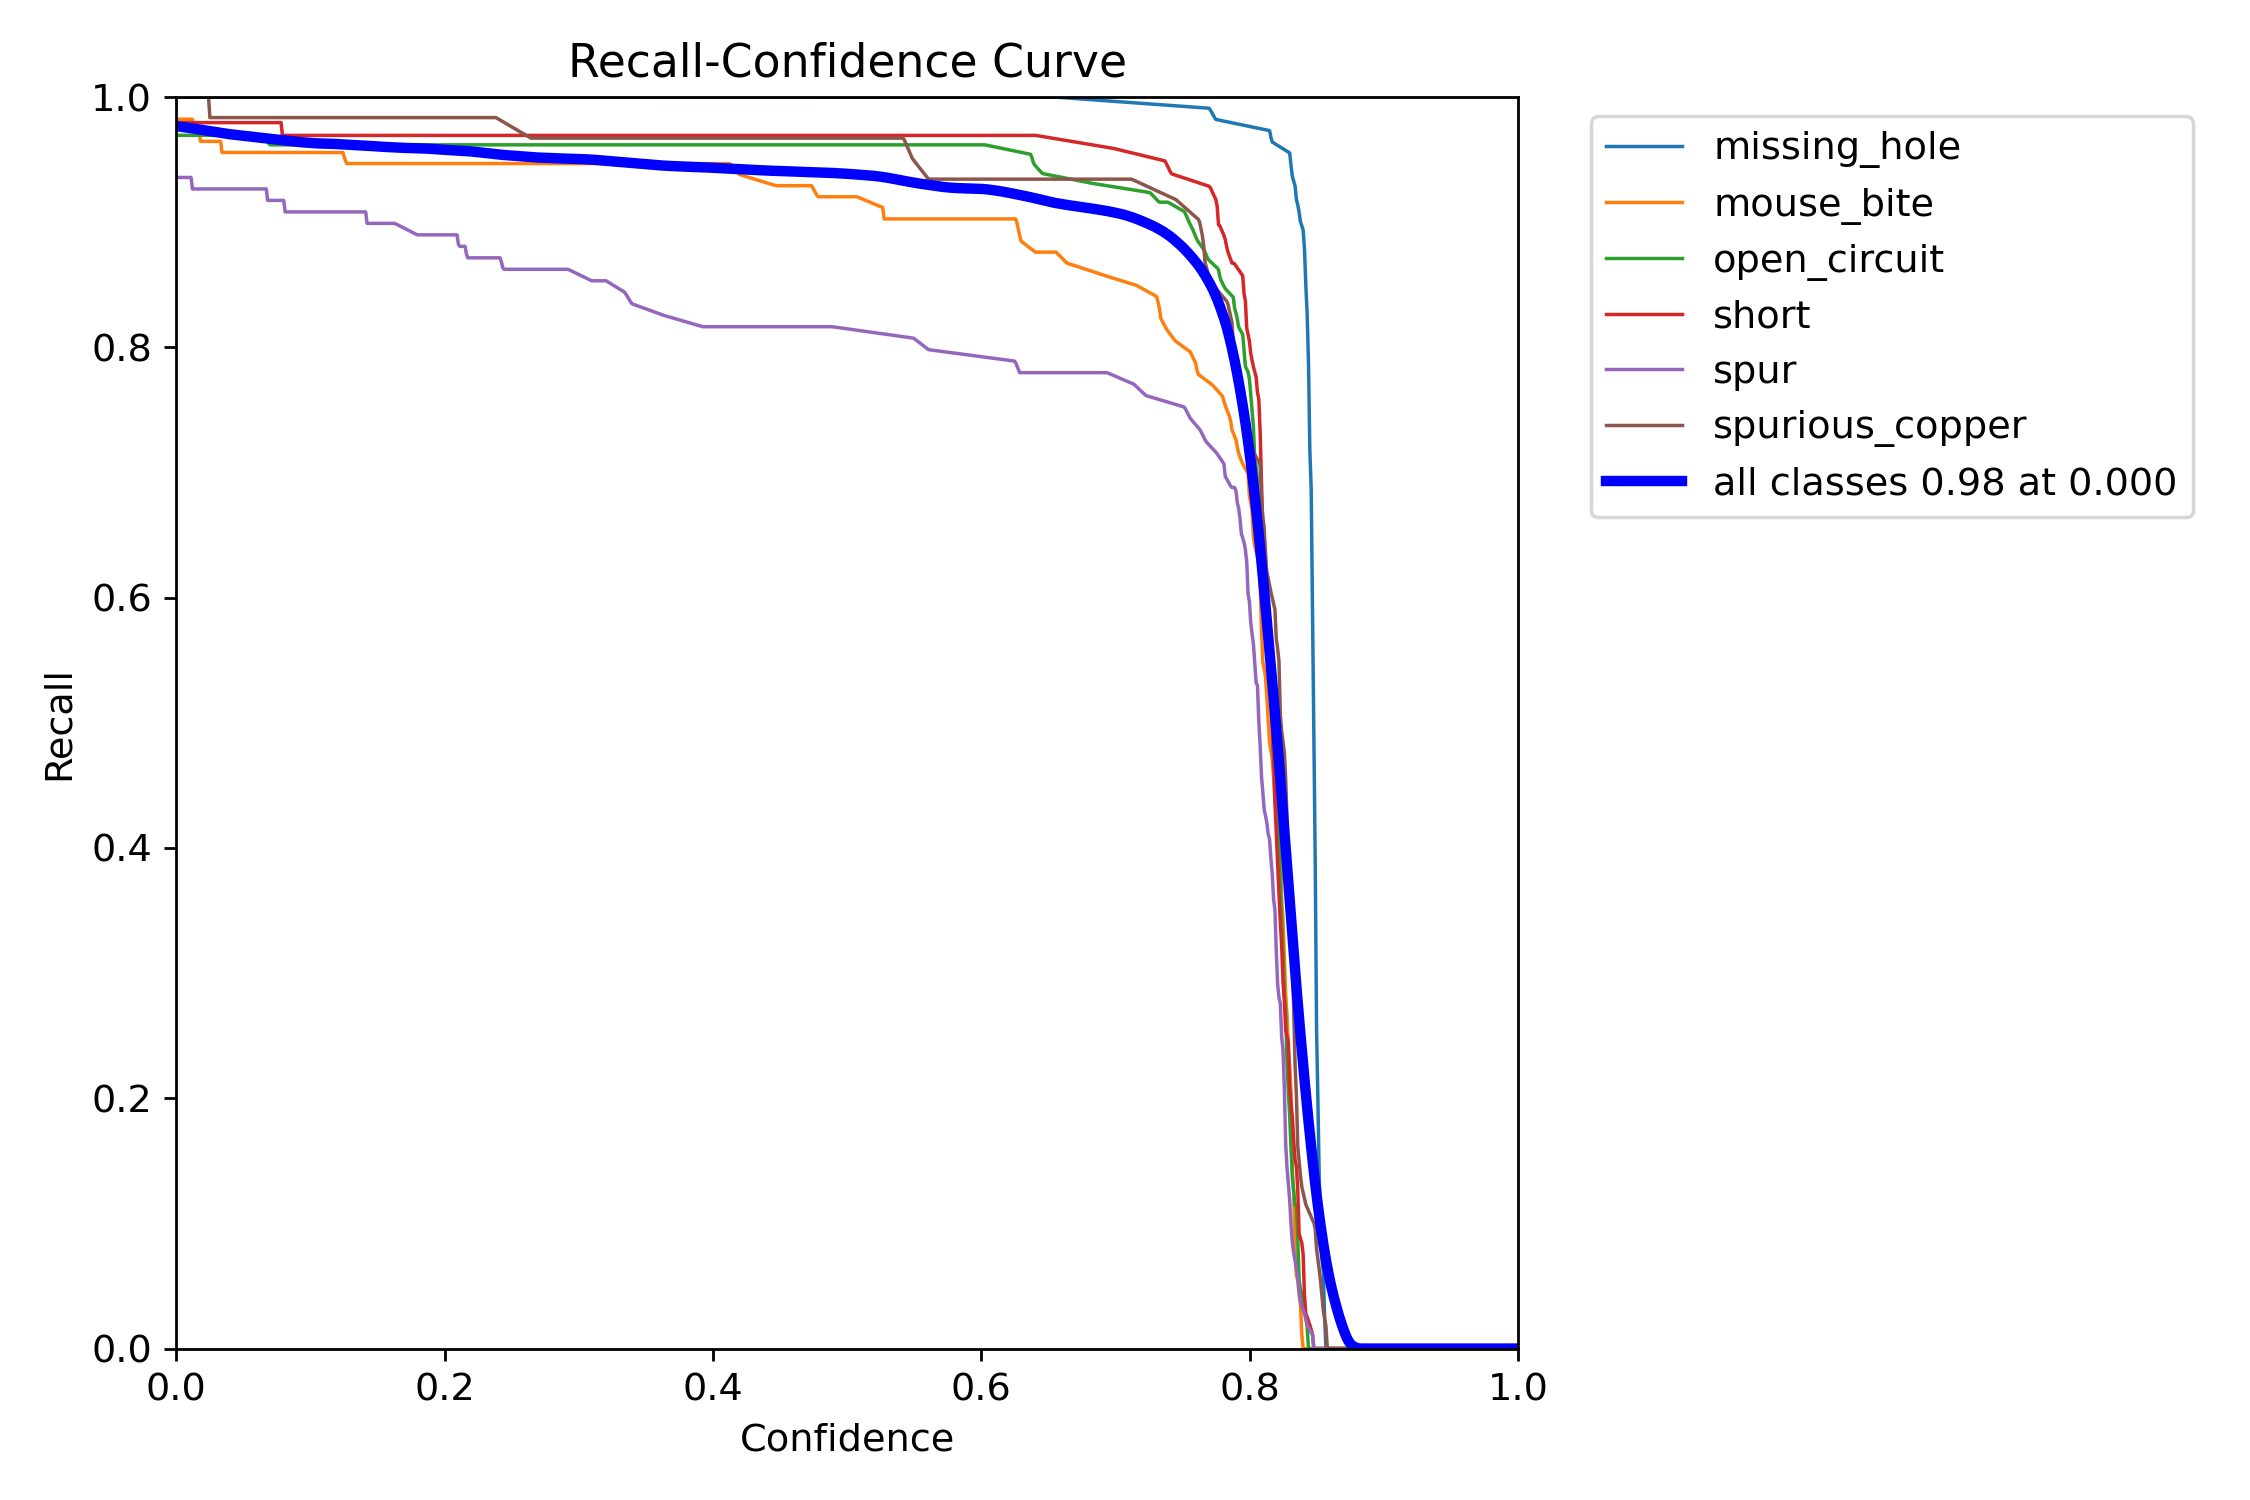 Recall-Confidence Curve
1.0
0.8
0.6
0.4
0.2
0.0
Recall
0.0 0.2 0.4 0.6 0.8 1.0
Confidence
missing_hole
mouse_bite
open_circuit
short
spur
spurious_copper
all classes 0.98 at 0.000